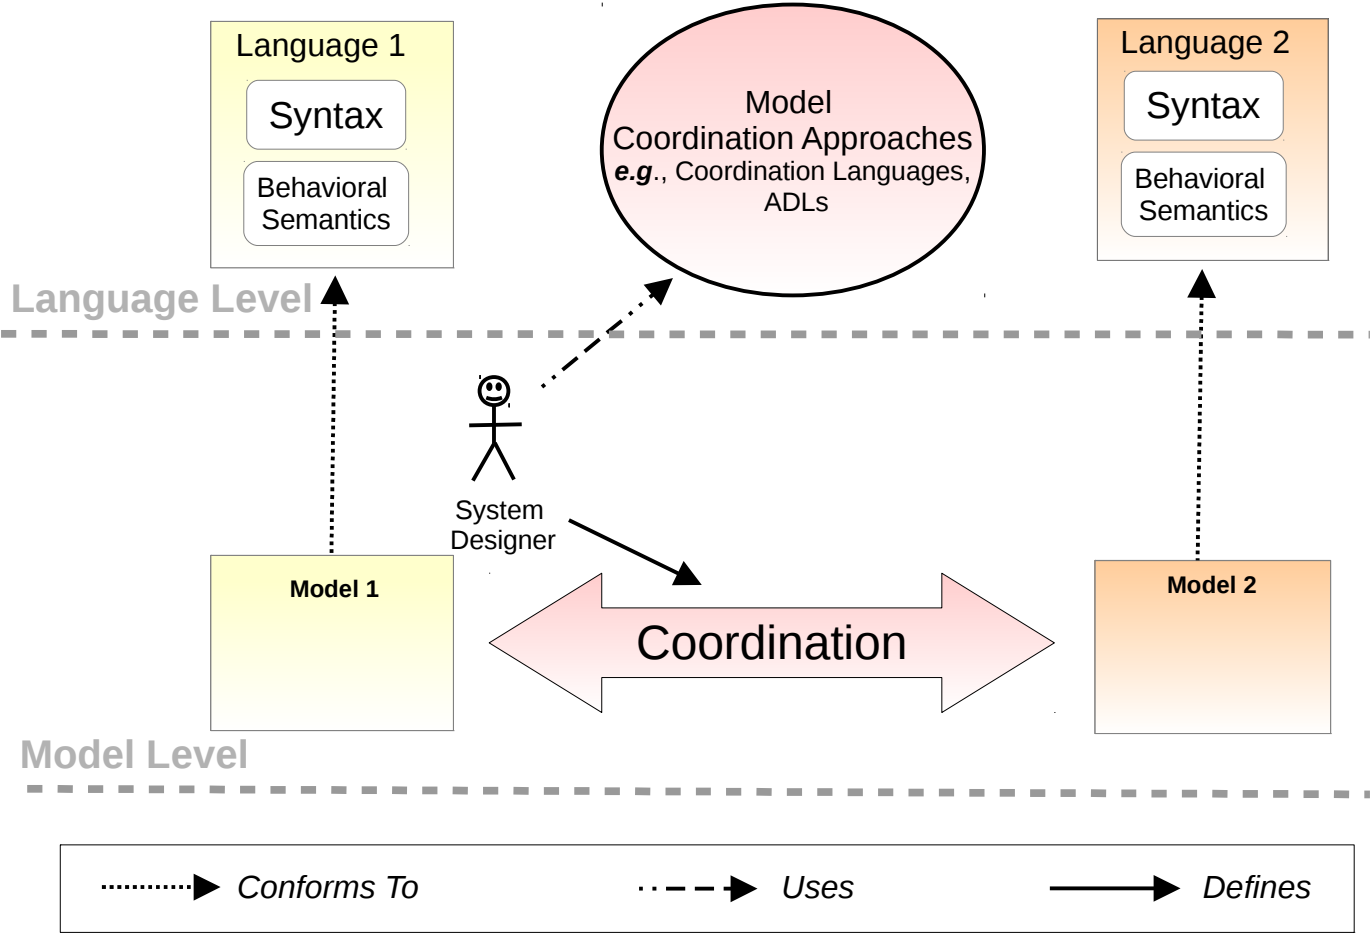 Language 1
Syntax
Behavioral
Semantics
Model
Coordination Approaches
e.g., Coordination Languages,
ADLs
Language 2
Syntax
Behavioral
Semantics
Language Level
System
Designer
Model 1
Coordination
Model 2
Model Level
Conforms To
Uses
Defines